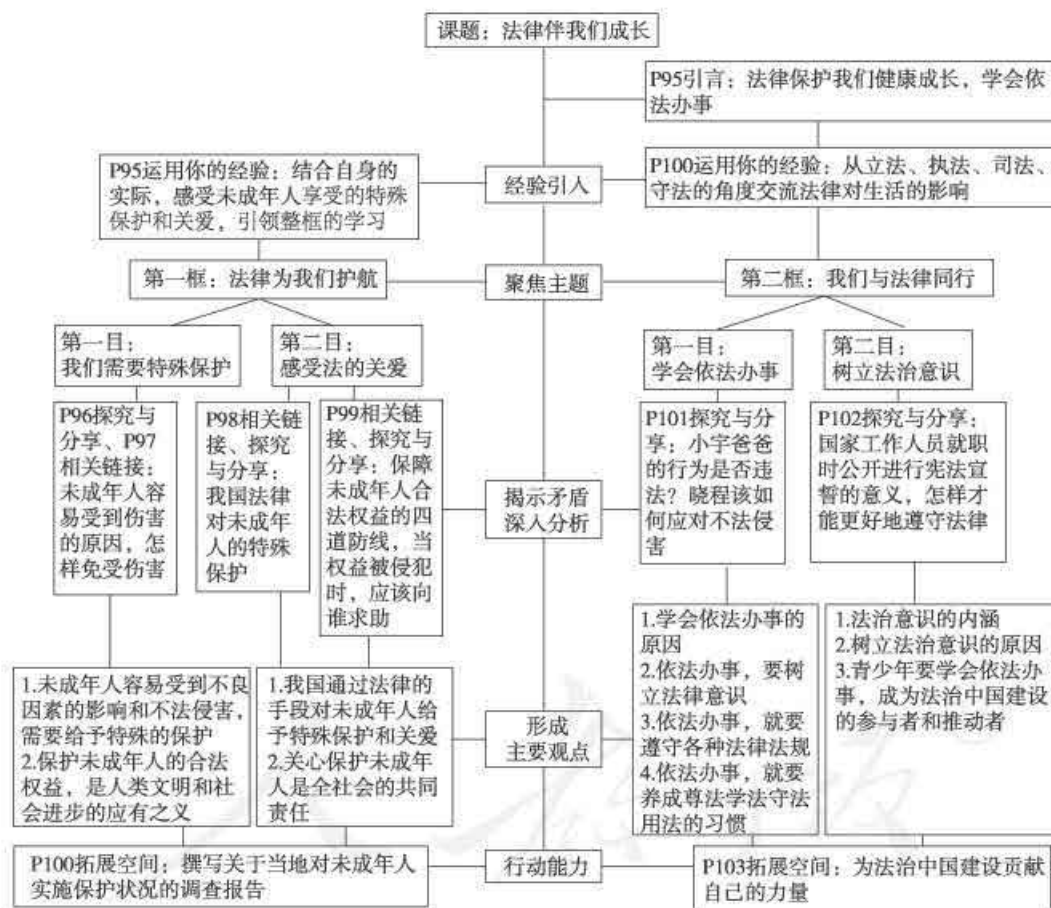 课题：法律伴我们成长
P95引言：法律保护我们健康成长，学会依
法办事
P95运用你的经验：结合自身的
实际，感受未成年人享受的特殊
保护和关爱，引领整框的学习
经验引人
P100运用你的经验：从立法、执法、司法、
守法的角度交流法律对生活的影响
第一框：法律为我们护航
聚焦主题
第二框：我们与法律同行
第一目：
我们需要特殊保护
第二目：
感受法的关爱
第一目：
学会依法办事
第二目：
树立法治意识
P96探究与
分享、P97
相关链接：
未成年人容
易受到伤害
的原因，怎
样免受伤害
P98相关链
接、探究
与分享：
我国法律
对未成年
人的特殊
保护
P99相关链
接、探究与
分享：保障
未成年人合
法权益的四
道防线，当
权益被侵犯
时，应该向
谁求助
揭示矛盾
深入分析
P101探究与分
享：小宇爸爸
的行为是否违
法？晓程该如
何应对不法侵
害
P102探究与分享：
国家工作人员就职
时公开进行宪法宣
誓的意义，怎样才
能更好地遵守法律
1.未成年人容易受到不良
因素的影响和不法侵害，
需要给予特殊的保护
2.保护未成年人的合法
权益，是人类文明和社
会进步的应有之义
1.我国通过法律的
手段对未成年人给
予特殊保护和关爱
2.关心保护未成年
人是全社会的共同
责任
形成
主要观点
1.学会依法办事的
原因
2.依法办事，要树
立法律意识
3.依法办事，就要
遵守各种法律法规
4.依法办事，就要
养成尊法学法守法
用法的习惯
1.法治意识的内涵
2.树立法治意识的原因
3.青少年要学会依法办
事，成为法治中国建设
的参与者和推动者
P100拓展空间：撰写关于当地对未成年人
实施保护状况的调查报告
行动能力
P103拓展空间：为法治中国建设贡献
自己的力量